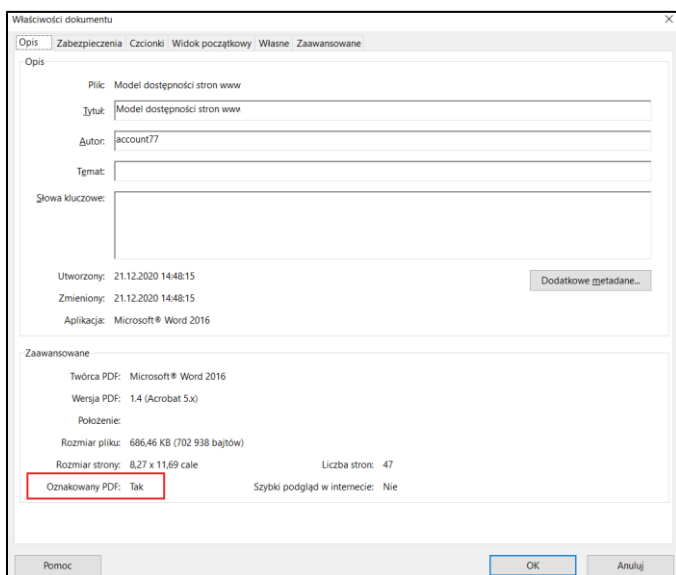 Właściwości dokumentu
Opis Zabezpieczenia Czcionki Widok początkowy Własne Zaawansowane
Opis
Plik: Model dostępności stron www
Tytuł: Model dostępności stron www
Autor: account77
Temat:
Słowa kluczowe:
Utworzony: 21.12.2020 14:48:15
Dodatkowe metadane...
Zmieniony: 21.12.2020 14:48:15
Aplikacja: Microsoft® Word 2016
Zaawansowane
Twórca PDF: Microsoft® Word 2016
Wersja PDF: 1.4 (Acrobat 5.x)
Położenie:
Rozmiar pliku: 686,46 KB (702 938 bajtów)
Rozmiar strony: 8,27 x 11,69 cale Liczba stron: 47
Oznakowany PDF: Tak Szybki podgląd w internecie: Nie
Pomoc OK Anuluj